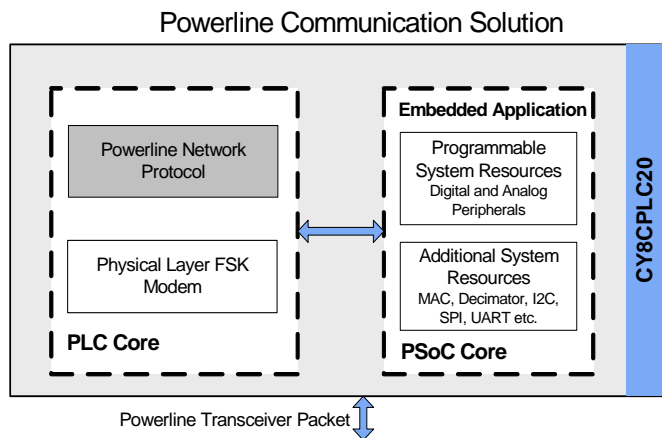 Powerline Communication Solution
Powerline Network
Protocol
Physical Layer FSK
Modem
PLC Core
Embedded Application
Programmable
System Resources
Digital and Analog
Peripherals
Additional System
Resources
MAC, Decimator, I2C,
SPI, UART etc.
PSoC Core
CY8CPLC20
Powerline Transceiver Packet